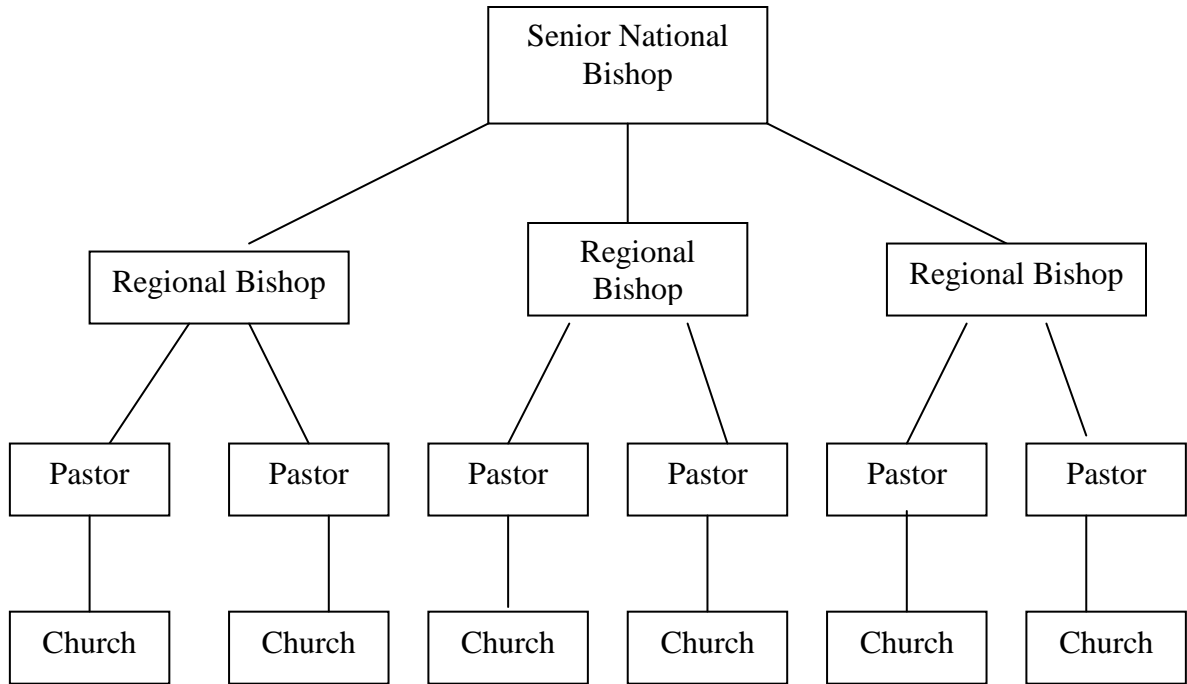 Senior National
Bishop
Regional Bishop
Regional
Bishop
Regional Bishop
Pastor
Pastor
Pastor
Pastor
Pastor
Pastor
Church
Church
Church
Church
Church
Church